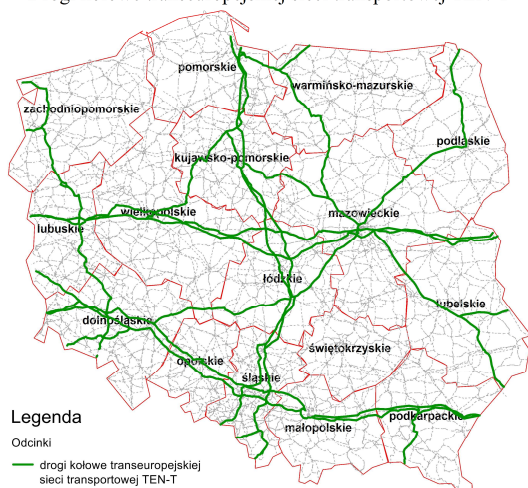 pomorskie
warmińsko-mazurskie
zachodniopomorskie
podlaskie
kujawsko-pomorskie
wielkopolskie
mazowieckie
lubuskie
łódzkie
lubelskie
dolnośląskie
świętokrzyskie
opolskie
śląskie
podkarpackie
małopolskie
Legenda
Odcinki
drogi kołowe transeuropejskiej
sieci transportowej TEN-T